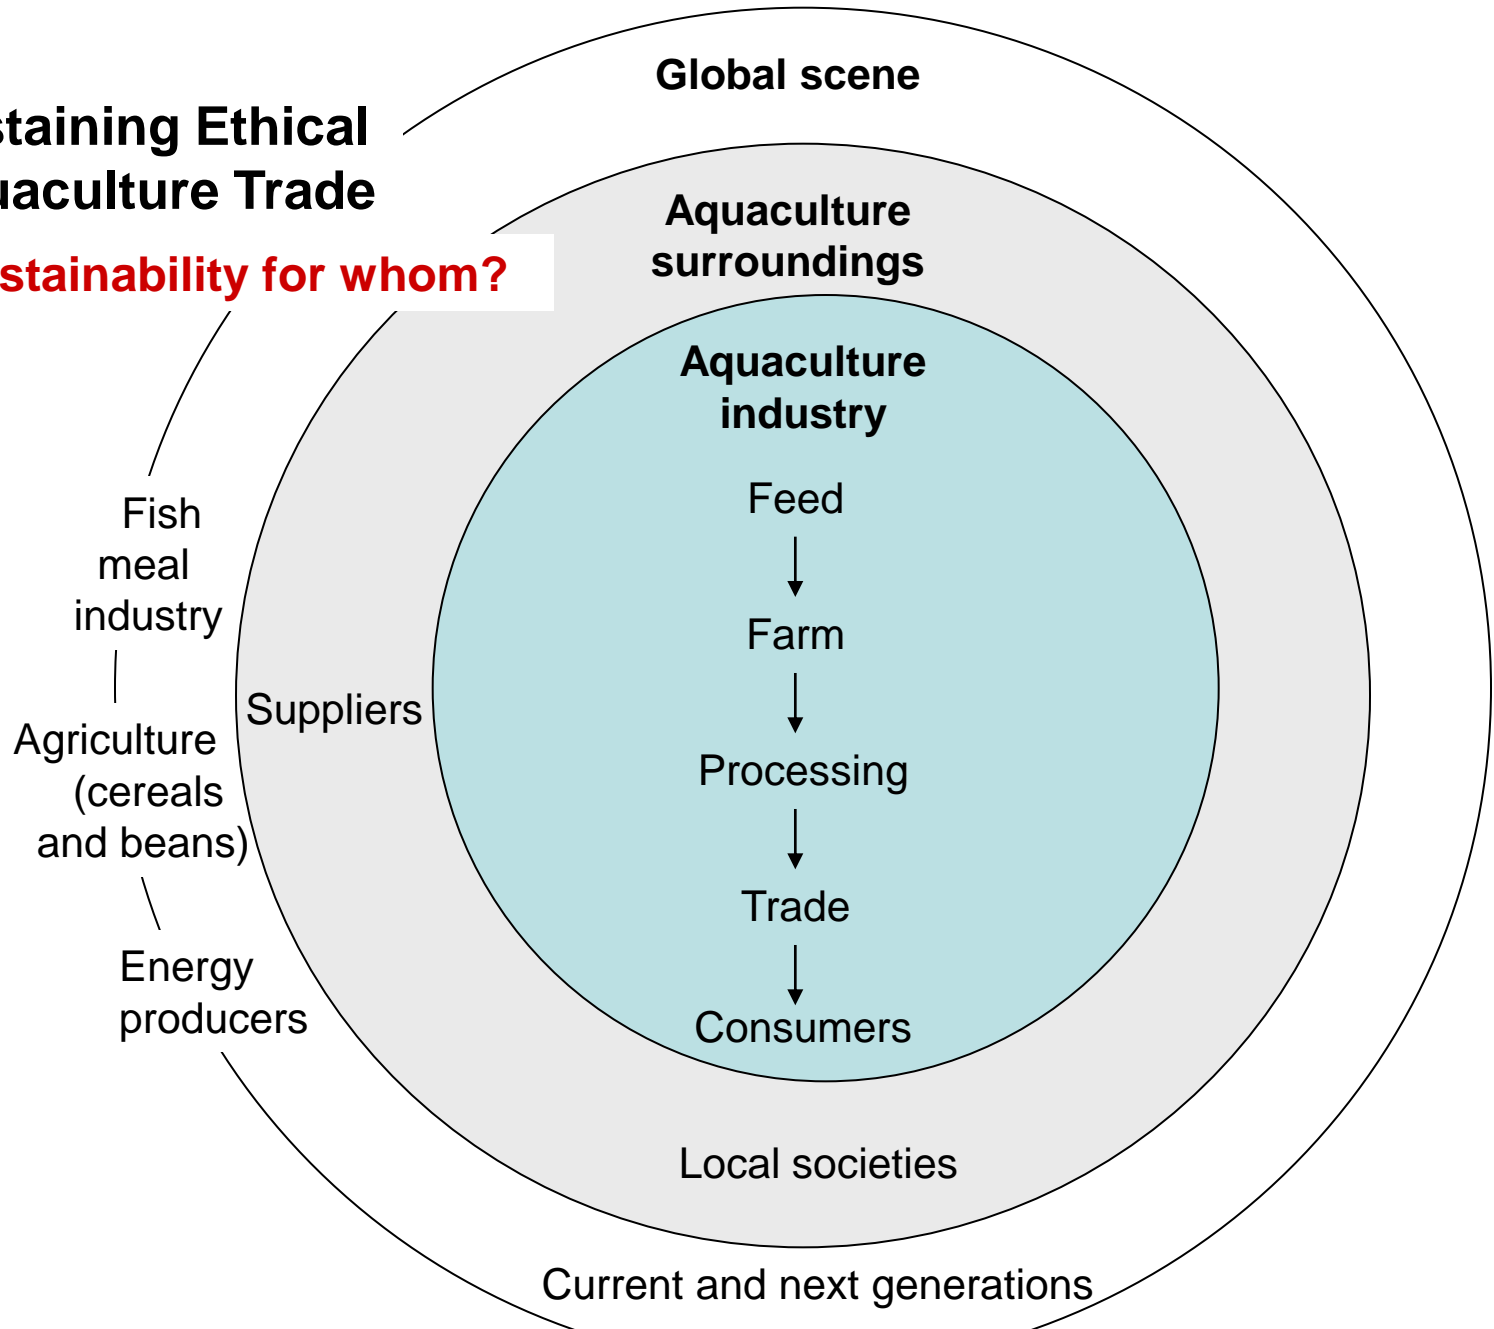 Global scene
staining Ethical
uaculture Trade
stainability for whom?
Aquaculture
surroundings
Aquaculture
industry
Feed
Farm
Processing
Trade
Consumers
Fish
meal
industry
Suppliers
Agriculture
(cereals
and beans)
Energy
producers
Local societies
Current and next generations